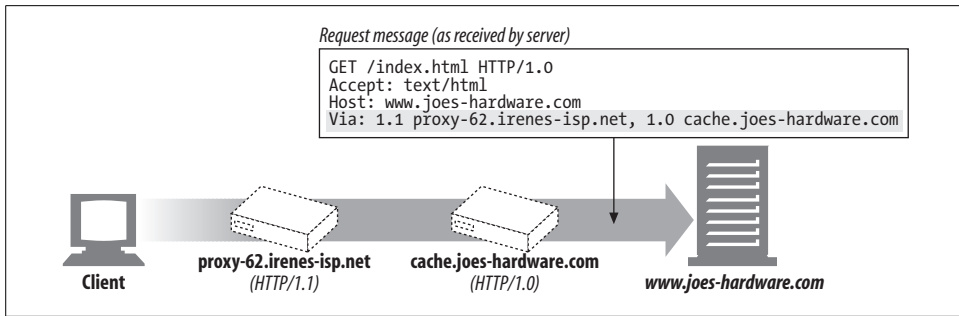 Request message (as received by server)
GET /index.html HTTP/1.0
Accept: text/html
Host: www.joes-hardware.com
Via: 1.1 proxy-62.irenes-isp.net, 1.0 cache.joes-hardware.com
Client
proxy-62.irenes-isp.net
(HTTP/1.1)
cache.joes-hardware.com
(HTTP/1.0)
www.joes-hardware.com